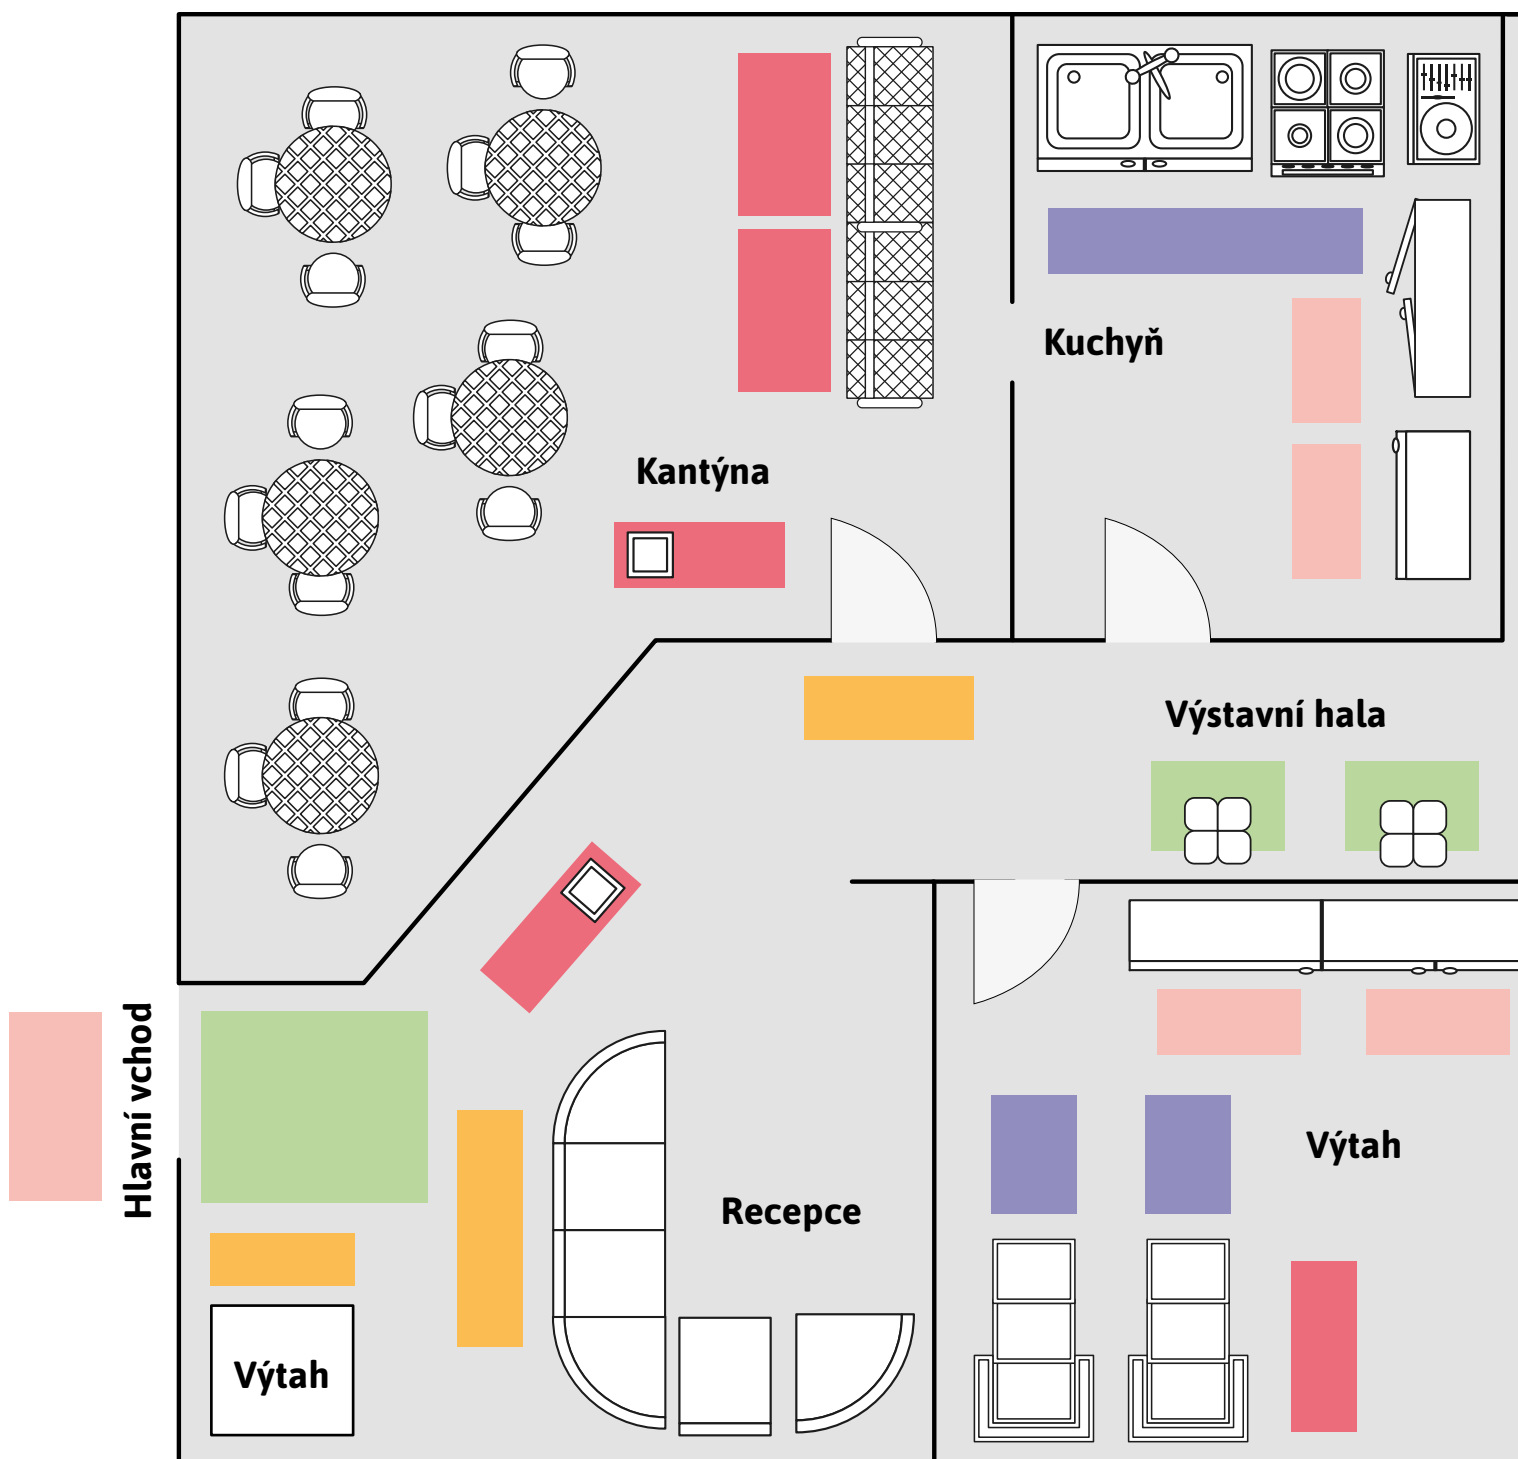 Kuchyň
Kantýna
Výstavní hala
Hlavní vchod
Výtah
Recepce
Výtah